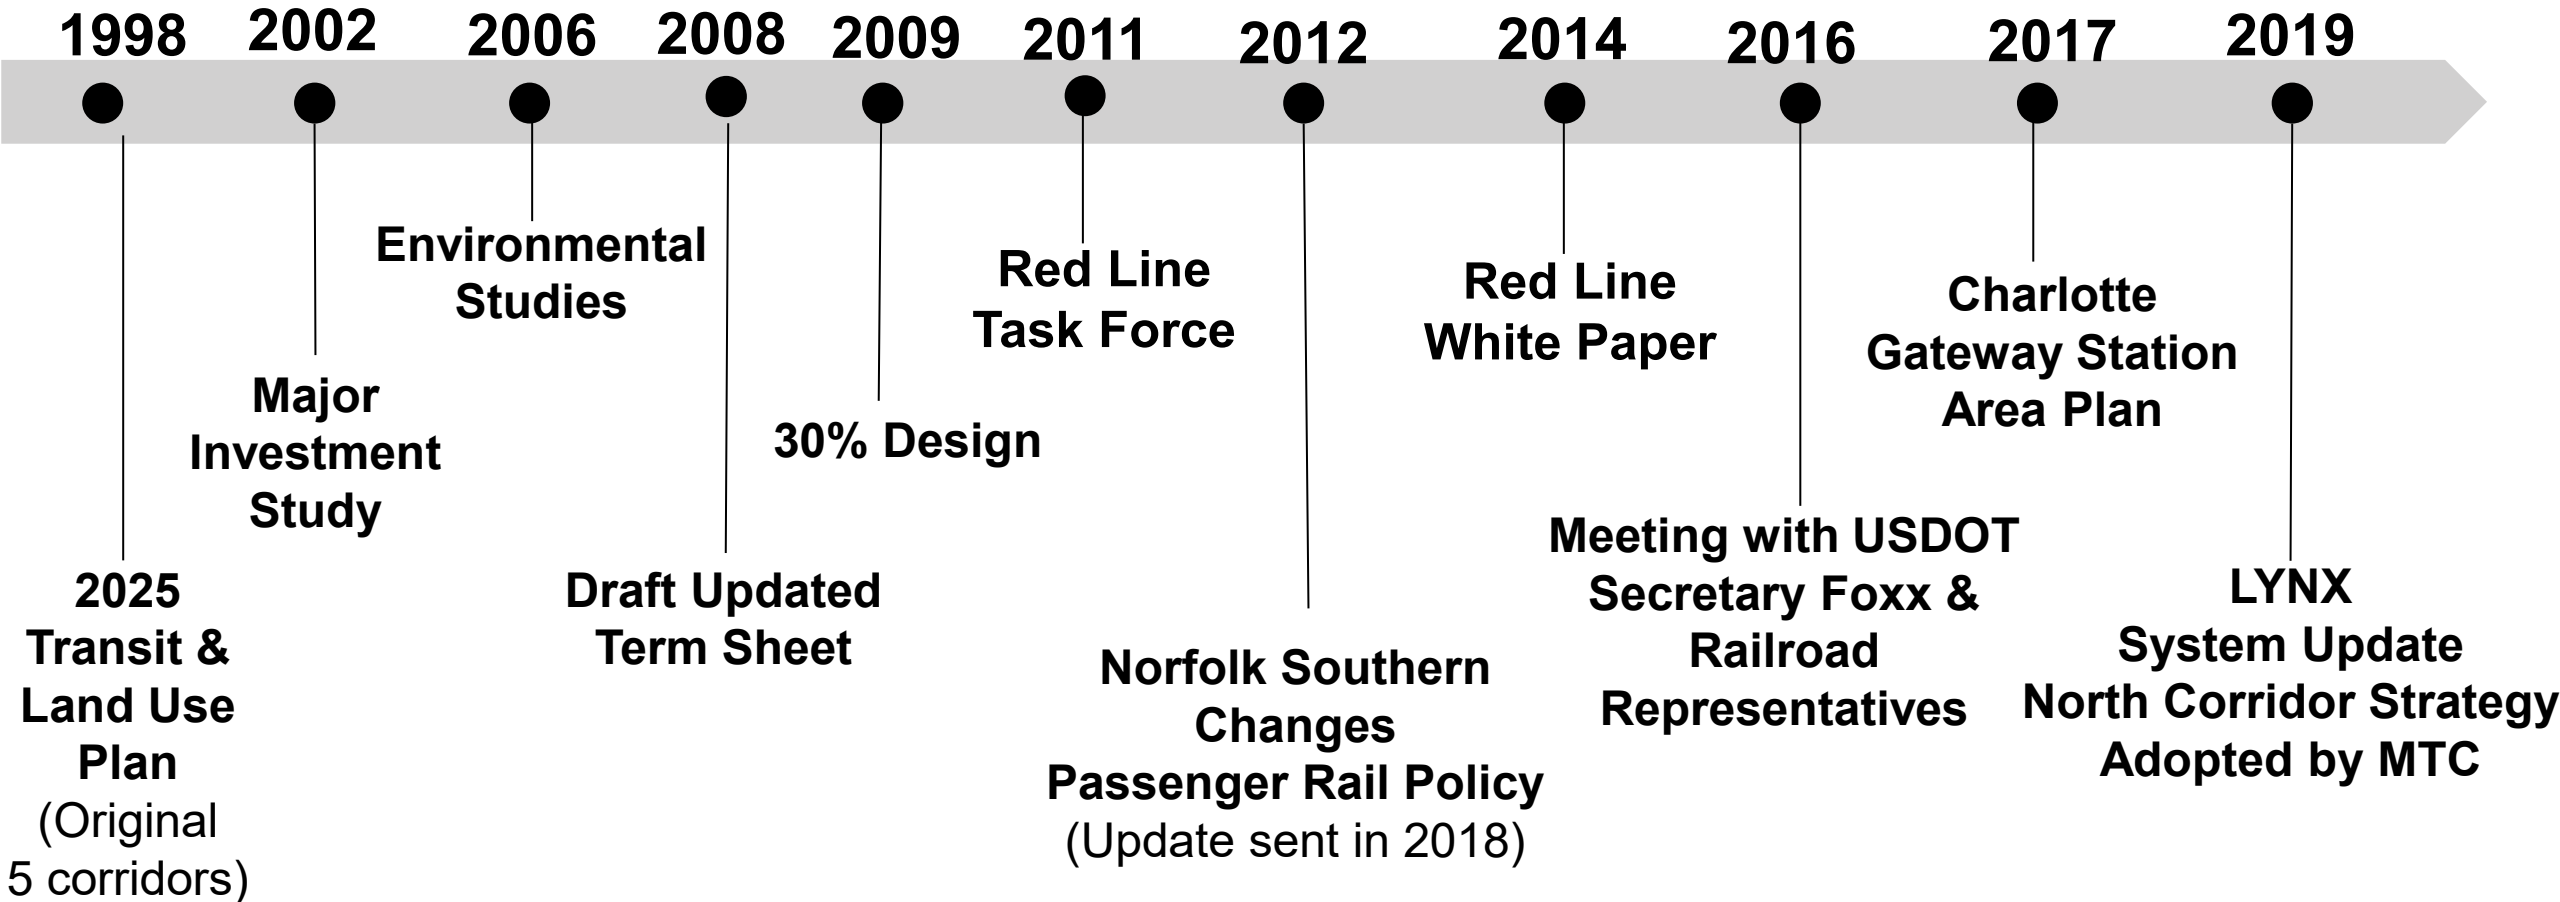 1998
2002
2006
2008
2009
2011
2012
2014
2016
2017
2019
2025
Transit &
Land Use
Plan
(Original
5 corridors)
Major
Investment
Study
Environmental
Studies
Draft Updated
Term Sheet
30% Design
Red Line
Task Force
Norfolk Southern
Changes
Passenger Rail Policy
(Update sent in 2018)
Red Line
White Paper
Meeting with USDOT
Secretary Foxx &
Railroad
Representatives
Charlotte
Gateway Station
Area Plan
LYNX
System Update
North Corridor Strategy
Adopted by MTC